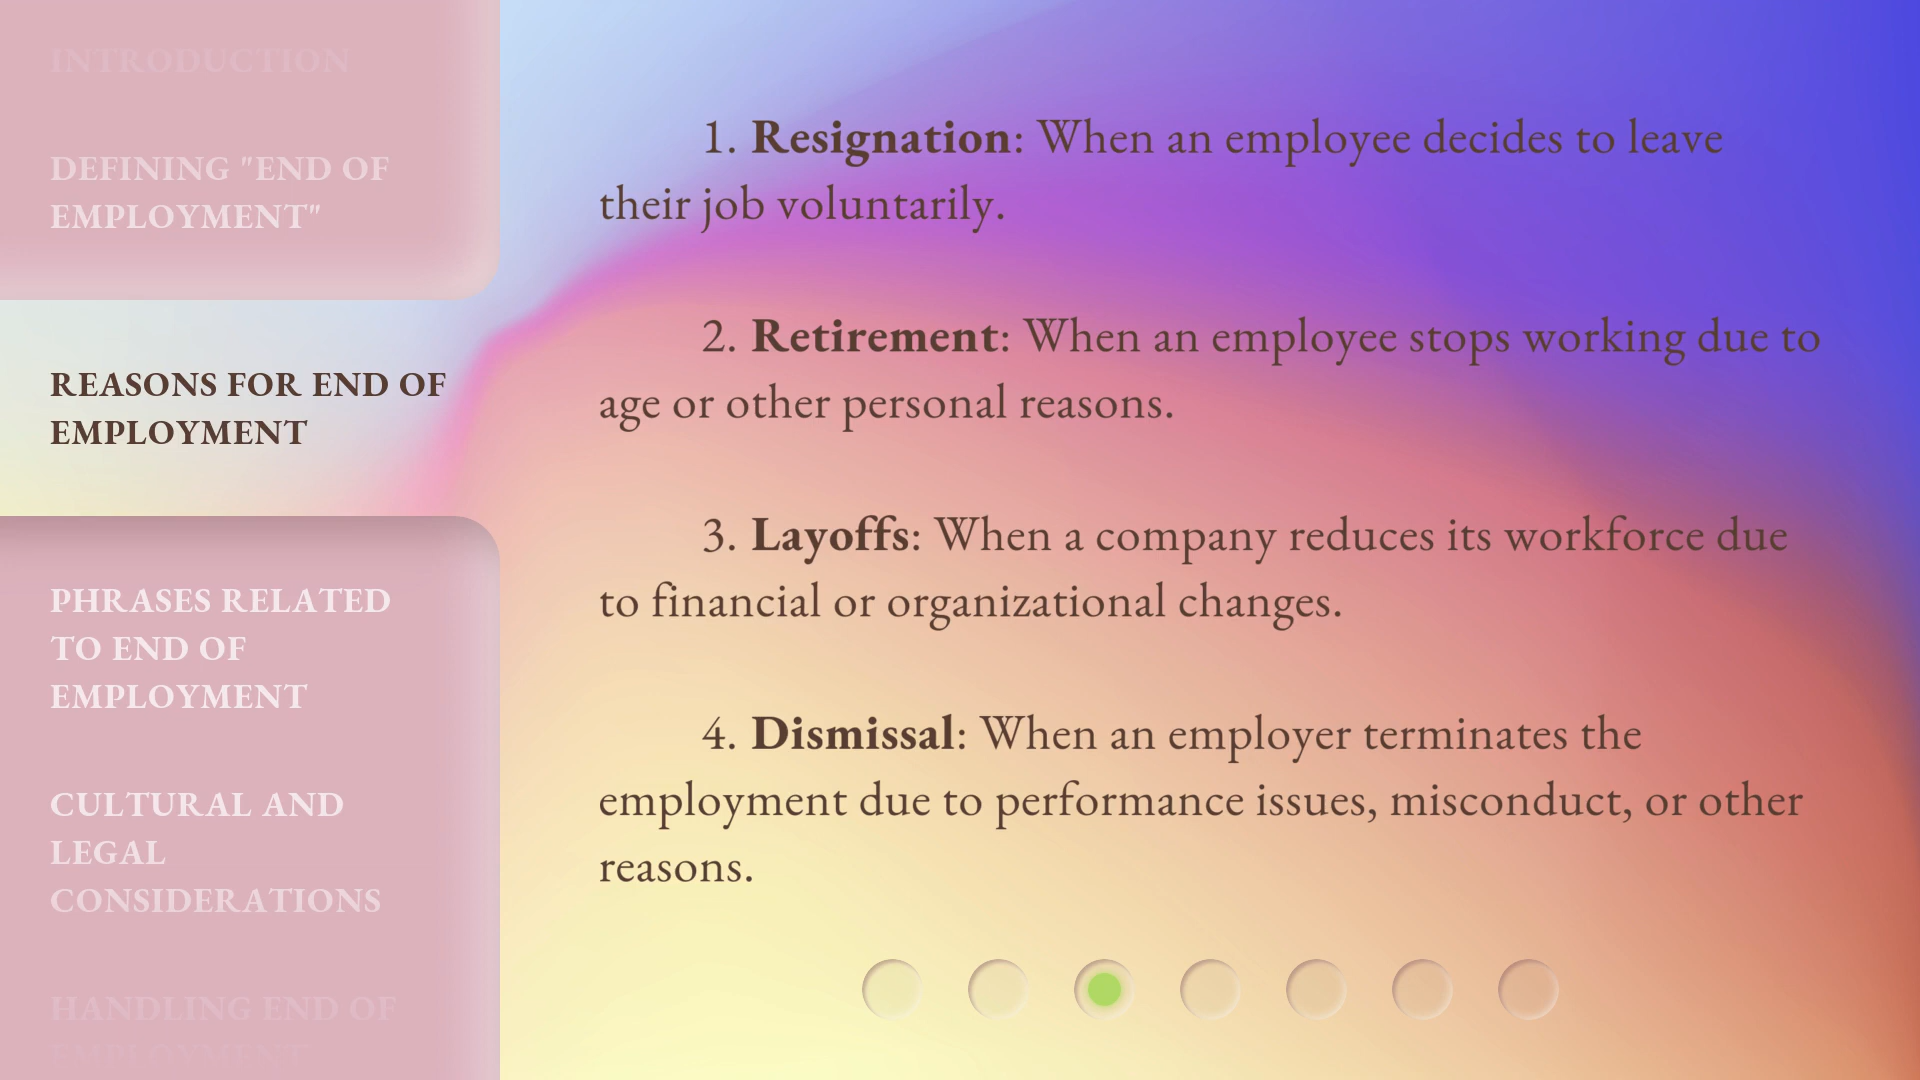 INTRODUCTION
DEFINING "END OF
EMPLOYMENT"
REASONS FOR END OF
EMPLOYMENT
PHRASES RELATED
TO END OF
EMPLOYMENT
CULTURAL AND
LEGAL
CONSIDERATIONS
HANDLING END OF
EMPLOYMENT
1. Resignation: When an employee decides to leave
their job voluntarily.
2. Retirement: When an employee stops working due to
age or other personal reasons.
3. Layoffs: When a company reduces its workforce due
to financial or organizational changes.
4. Dismissal: When an employer terminates the
employment due to performance issues, misconduct, or other
reasons.